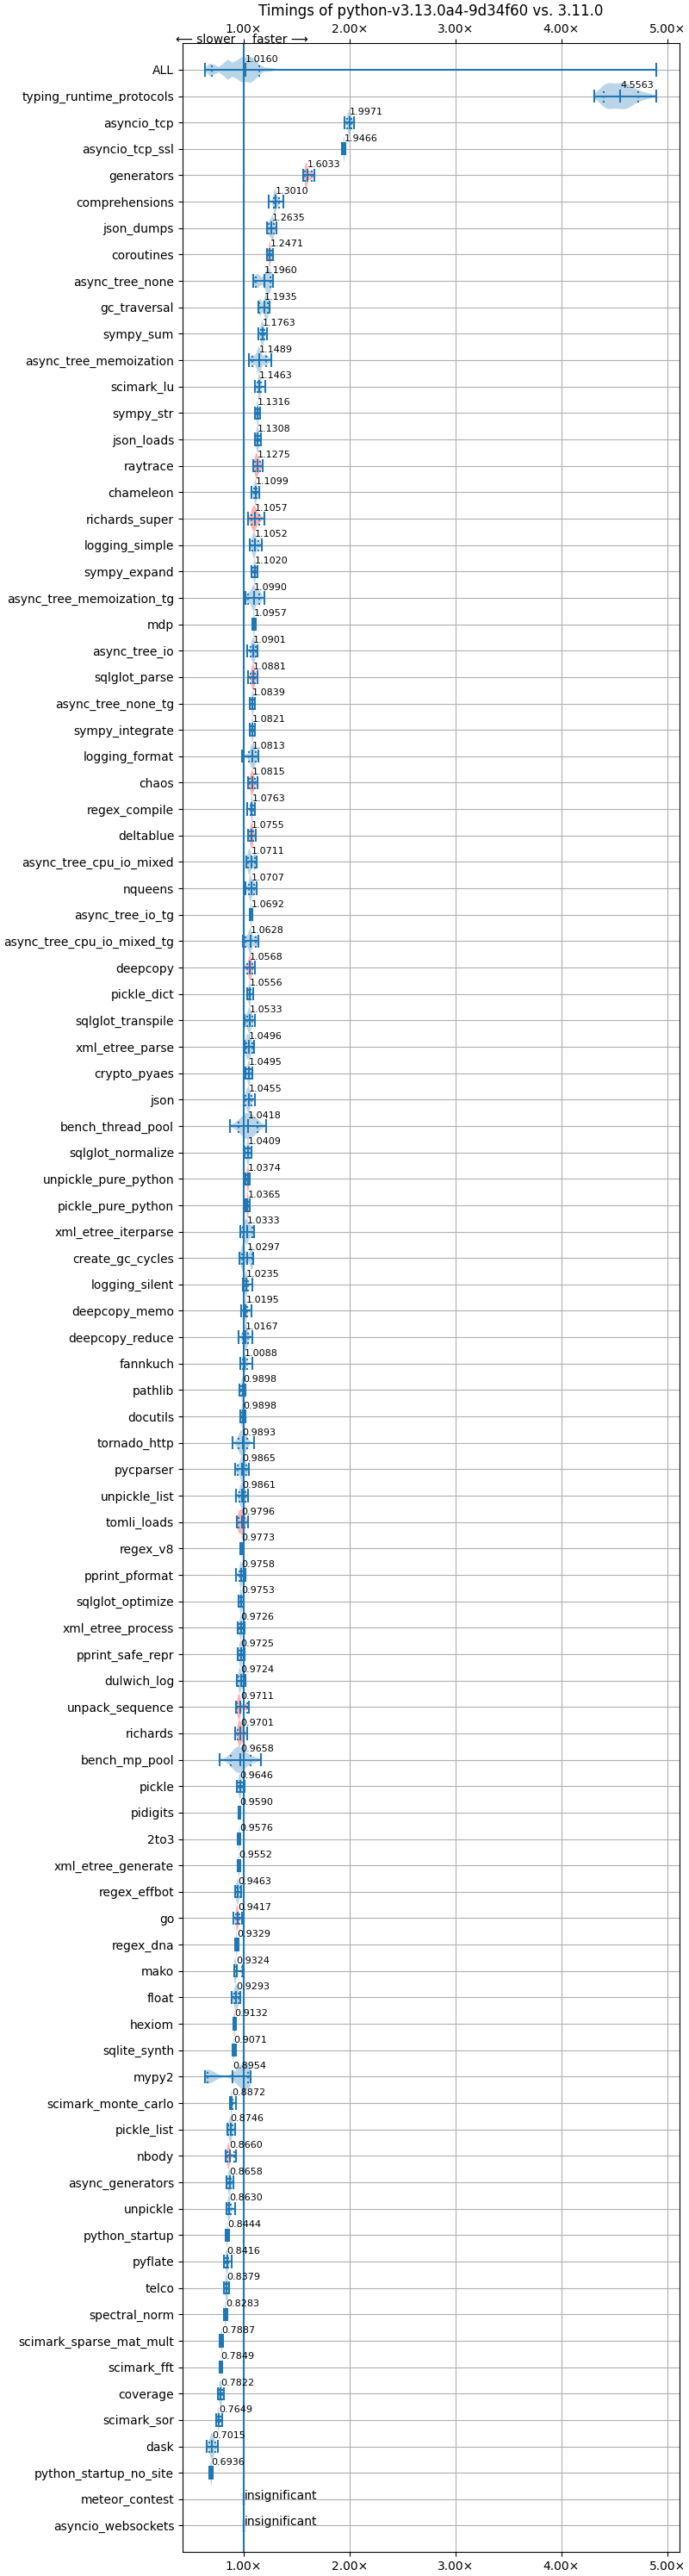 Timings of python-v3.13.0a4-9d34f60 vs. 3.11.0
1.00× 2.00× 3.00× 4.00× 5.00×
⟵ slower faster ⟶
ALL 1.0160
typing_runtime_protocols 4.5563
asyncio_tcp 1.9971
asyncio_tcp_ssl 1.9466
generators 1.6033
comprehensions 1.3010
json_dumps 1.2635
coroutines 1.2471
async_tree_none 1.1960
gc_traversal 1.1935
sympy_sum 1.1763
async_tree_memoization 1.1489
scimark_lu 1.1463
sympy_str 1.1316
json_loads 1.1308
raytrace 1.1275
chameleon 1.1099
richards_super 1.1057
logging_simple 1.1052
sympy_expand 1.1020
async_tree_memoization_tg 1.0990
mdp 1.0957
async_tree_io 1.0901
sqlglot_parse 1.0881
async_tree_none_tg 1.0839
sympy_integrate 1.0821
logging_format 1.0813
chaos 1.0815
regex_compile 1.0763
deltablue 1.0755
async_tree_cpu_io_mixed 1.0711
nqueens 1.0707
async_tree_io_tg 1.0692
async_tree_cpu_io_mixed_tg 1.0628
deepcopy 1.0568
pickle_dict 1.0556
sqlglot_transpile 1.0533
xml_etree_parse 1.0496
crypto_pyaes 1.0495
json 1.0455
bench_thread_pool 1.0418
sqlglot_normalize 1.0409
unpickle_pure_python 1.0374
pickle_pure_python 1.0365
xml_etree_iterparse 1.0333
create_gc_cycles 1.0297
logging_silent 1.0235
deepcopy_memo 1.0195
deepcopy_reduce 1.0167
fannkuch 1.0088
pathlib 0.9898
docutils 0.9898
tornado_http 0.9893
pycparser 0.9865
unpickle_list 0.9861
tomli_loads 0.9796
regex_v8 0.9773
pprint_pformat 0.9758
sqlglot_optimize 0.9753
xml_etree_process 0.9726
pprint_safe_repr 0.9725
dulwich_log 0.9724
unpack_sequence 0.9711
richards 0.9701
bench_mp_pool 0.9658
pickle 0.9646
pidigits 0.9590
2to3 0.9576
xml_etree_generate 0.9552
regex_effbot 0.9463
go 0.9417
regex_dna 0.9329
mako 0.9324
float 0.9293
hexiom 0.9132
sqlite_synth 0.9071
mypy2 0.8954
scimark_monte_carlo 0.8872
pickle_list 0.8746
nbody 0.8660
async_generators 0.8658
unpickle 0.8630
python_startup 0.8444
pyflate 0.8416
telco 0.8379
spectral_norm 0.8283
scimark_sparse_mat_mult 0.7887
scimark_fft 0.7849
coverage 0.7822
scimark_sor 0.7649
dask 0.7015
python_startup_no_site 0.6936
meteor_contest insignificant
asyncio_websockets insignificant
1.00× 2.00× 3.00× 4.00× 5.00×